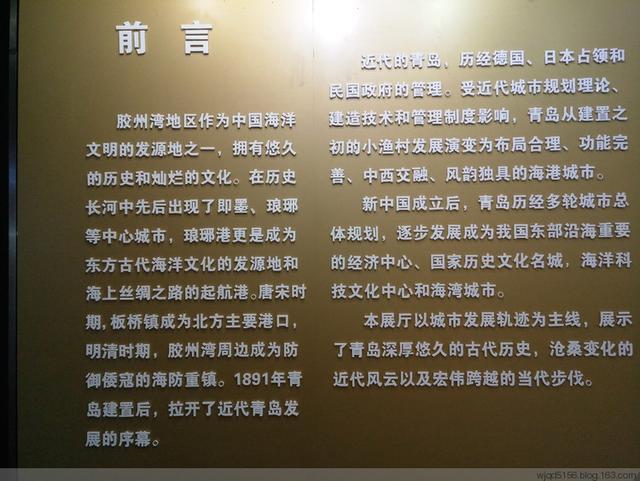 前言
胶州湾地区作为中国海洋
文明的发源地之一，拥有悠久
的历史和灿烂的文化。在历史
长河中先后出现了即墨、琅琊
等中心城市，琅琊港更是成为
东方古代海洋文化的发源地和
海上丝绸之路的起航港。唐宋时
期，板桥镇成为北方主要港口，
明清时期，胶州湾周边成为防
御倭寇的海防重镇。1891年青
岛建置后，拉开了近代青岛发
展的序幕。
近代的青岛，历经德国、日本占领和
民国政府的管理。受近代城市规划理论、
建造技术和管理制度影响，青岛从建置之
初的小渔村发展演变为布局合理、功能完
善、中西交融、风韵独具的海港城市。
新中国成立后，青岛历经多轮城市总
体规划，逐步发展成为我国东部沿海重要
的经济中心、国家历史文化名城，海洋科
技文化中心和海湾城市。
本展厅以城市发展轨迹为主线，展示
了青岛深厚悠久的古代历史，沧桑变化的
近代风云以及宏伟跨越的当代步伐。
wjqd5156.blog.163.com